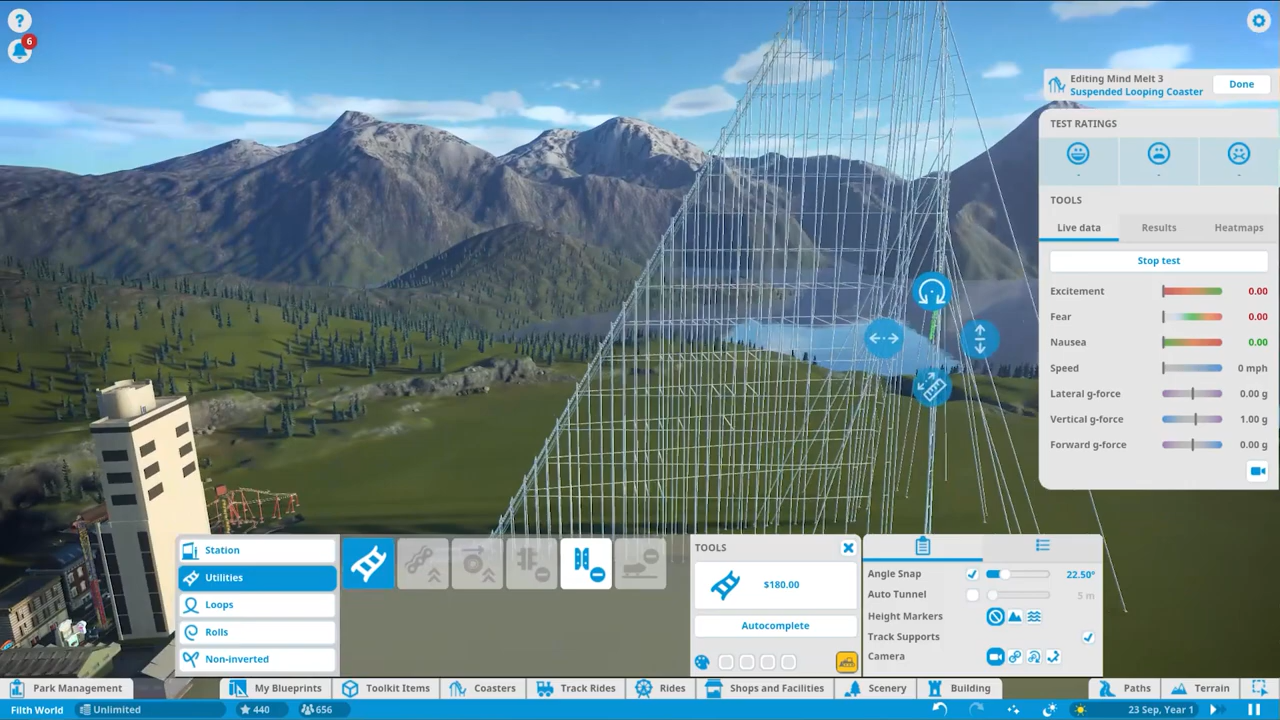 ?
6
Editing Mind Melt 3
Suspended Looping Coaster
Done
TEST RATINGS
- - -
TOOLS
Live data Results Heatmaps
Stop test
Excitement 0.00
Fear 0.00
Nausea 0.00
Speed 0 mph
Lateral g-force 0.00 g
Vertical g-force 1.00 g
Forward g-force 0.00 g
Station
Utilities
Loops
Rolls
Non-inverted
TOOLS
$180.00
Autocomplete
Angle Snap 22.50°
Auto Tunnel 5 m
Height Markers
Track Supports
Camera
Park Management My Blueprints Toolkit Items Coasters Track Rides Rides Shops and Facilities Scenery Building Paths Terrain
Filth World Unlimited 440 656 23 Sep, Year 1